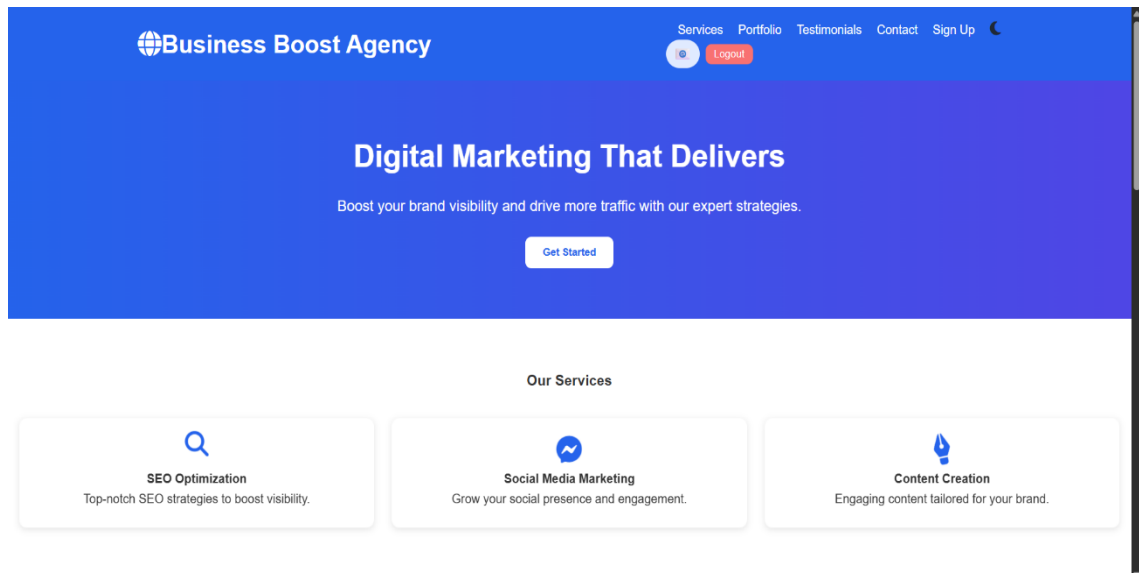 Business Boost Agency
Services Portfolio Testimonials Contact Sign Up
Logout
Digital Marketing That Delivers
Boost your brand visibility and drive more traffic with our expert strategies.
Get Started
Our Services
SEO Optimization
Top-notch SEO strategies to boost visibility.
Social Media Marketing
Grow your social presence and engagement.
Content Creation
Engaging content tailored for your brand.